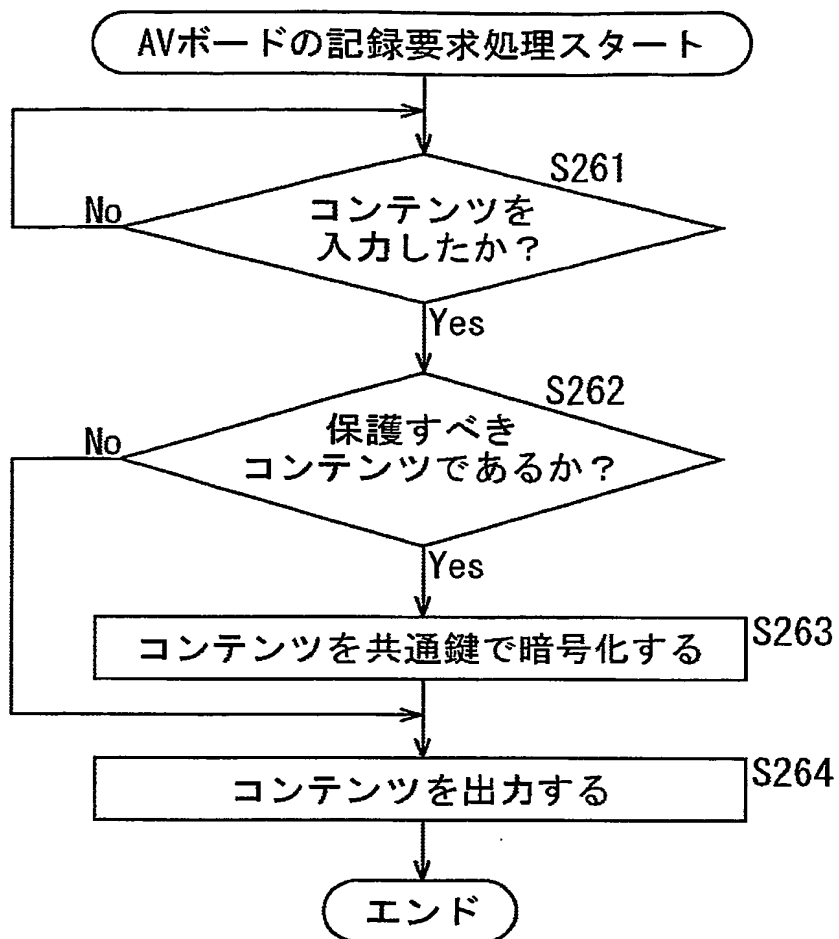 AVボードの記録要求処理スタート
S261
コンテンツを
入力したか？
No
Yes
S262
保護すべき
コンテンツであるか？
No
Yes
コンテンツを共通鍵で暗号化する
S263
コンテンツを出力する
S264
エンド